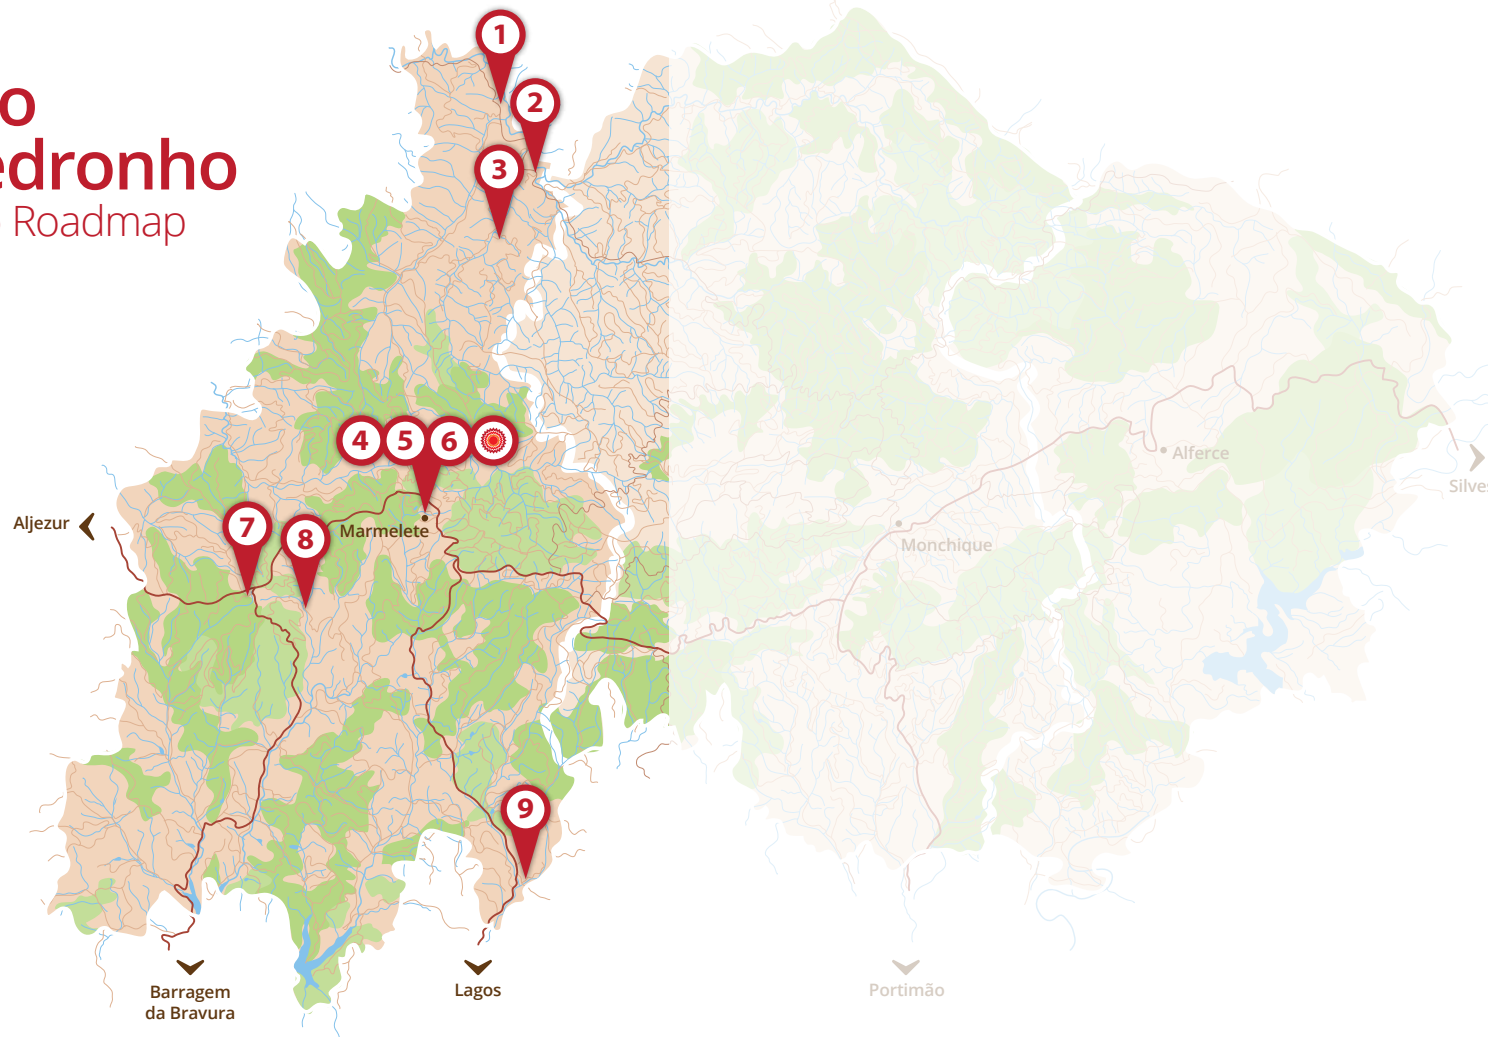 o
edronho
Roadmap
1
2
3
4 5 6
7
8
9
Aljezur
Marmelete
Monchique
Alferce
Barragem
da Bravura
Lagos
Portimão